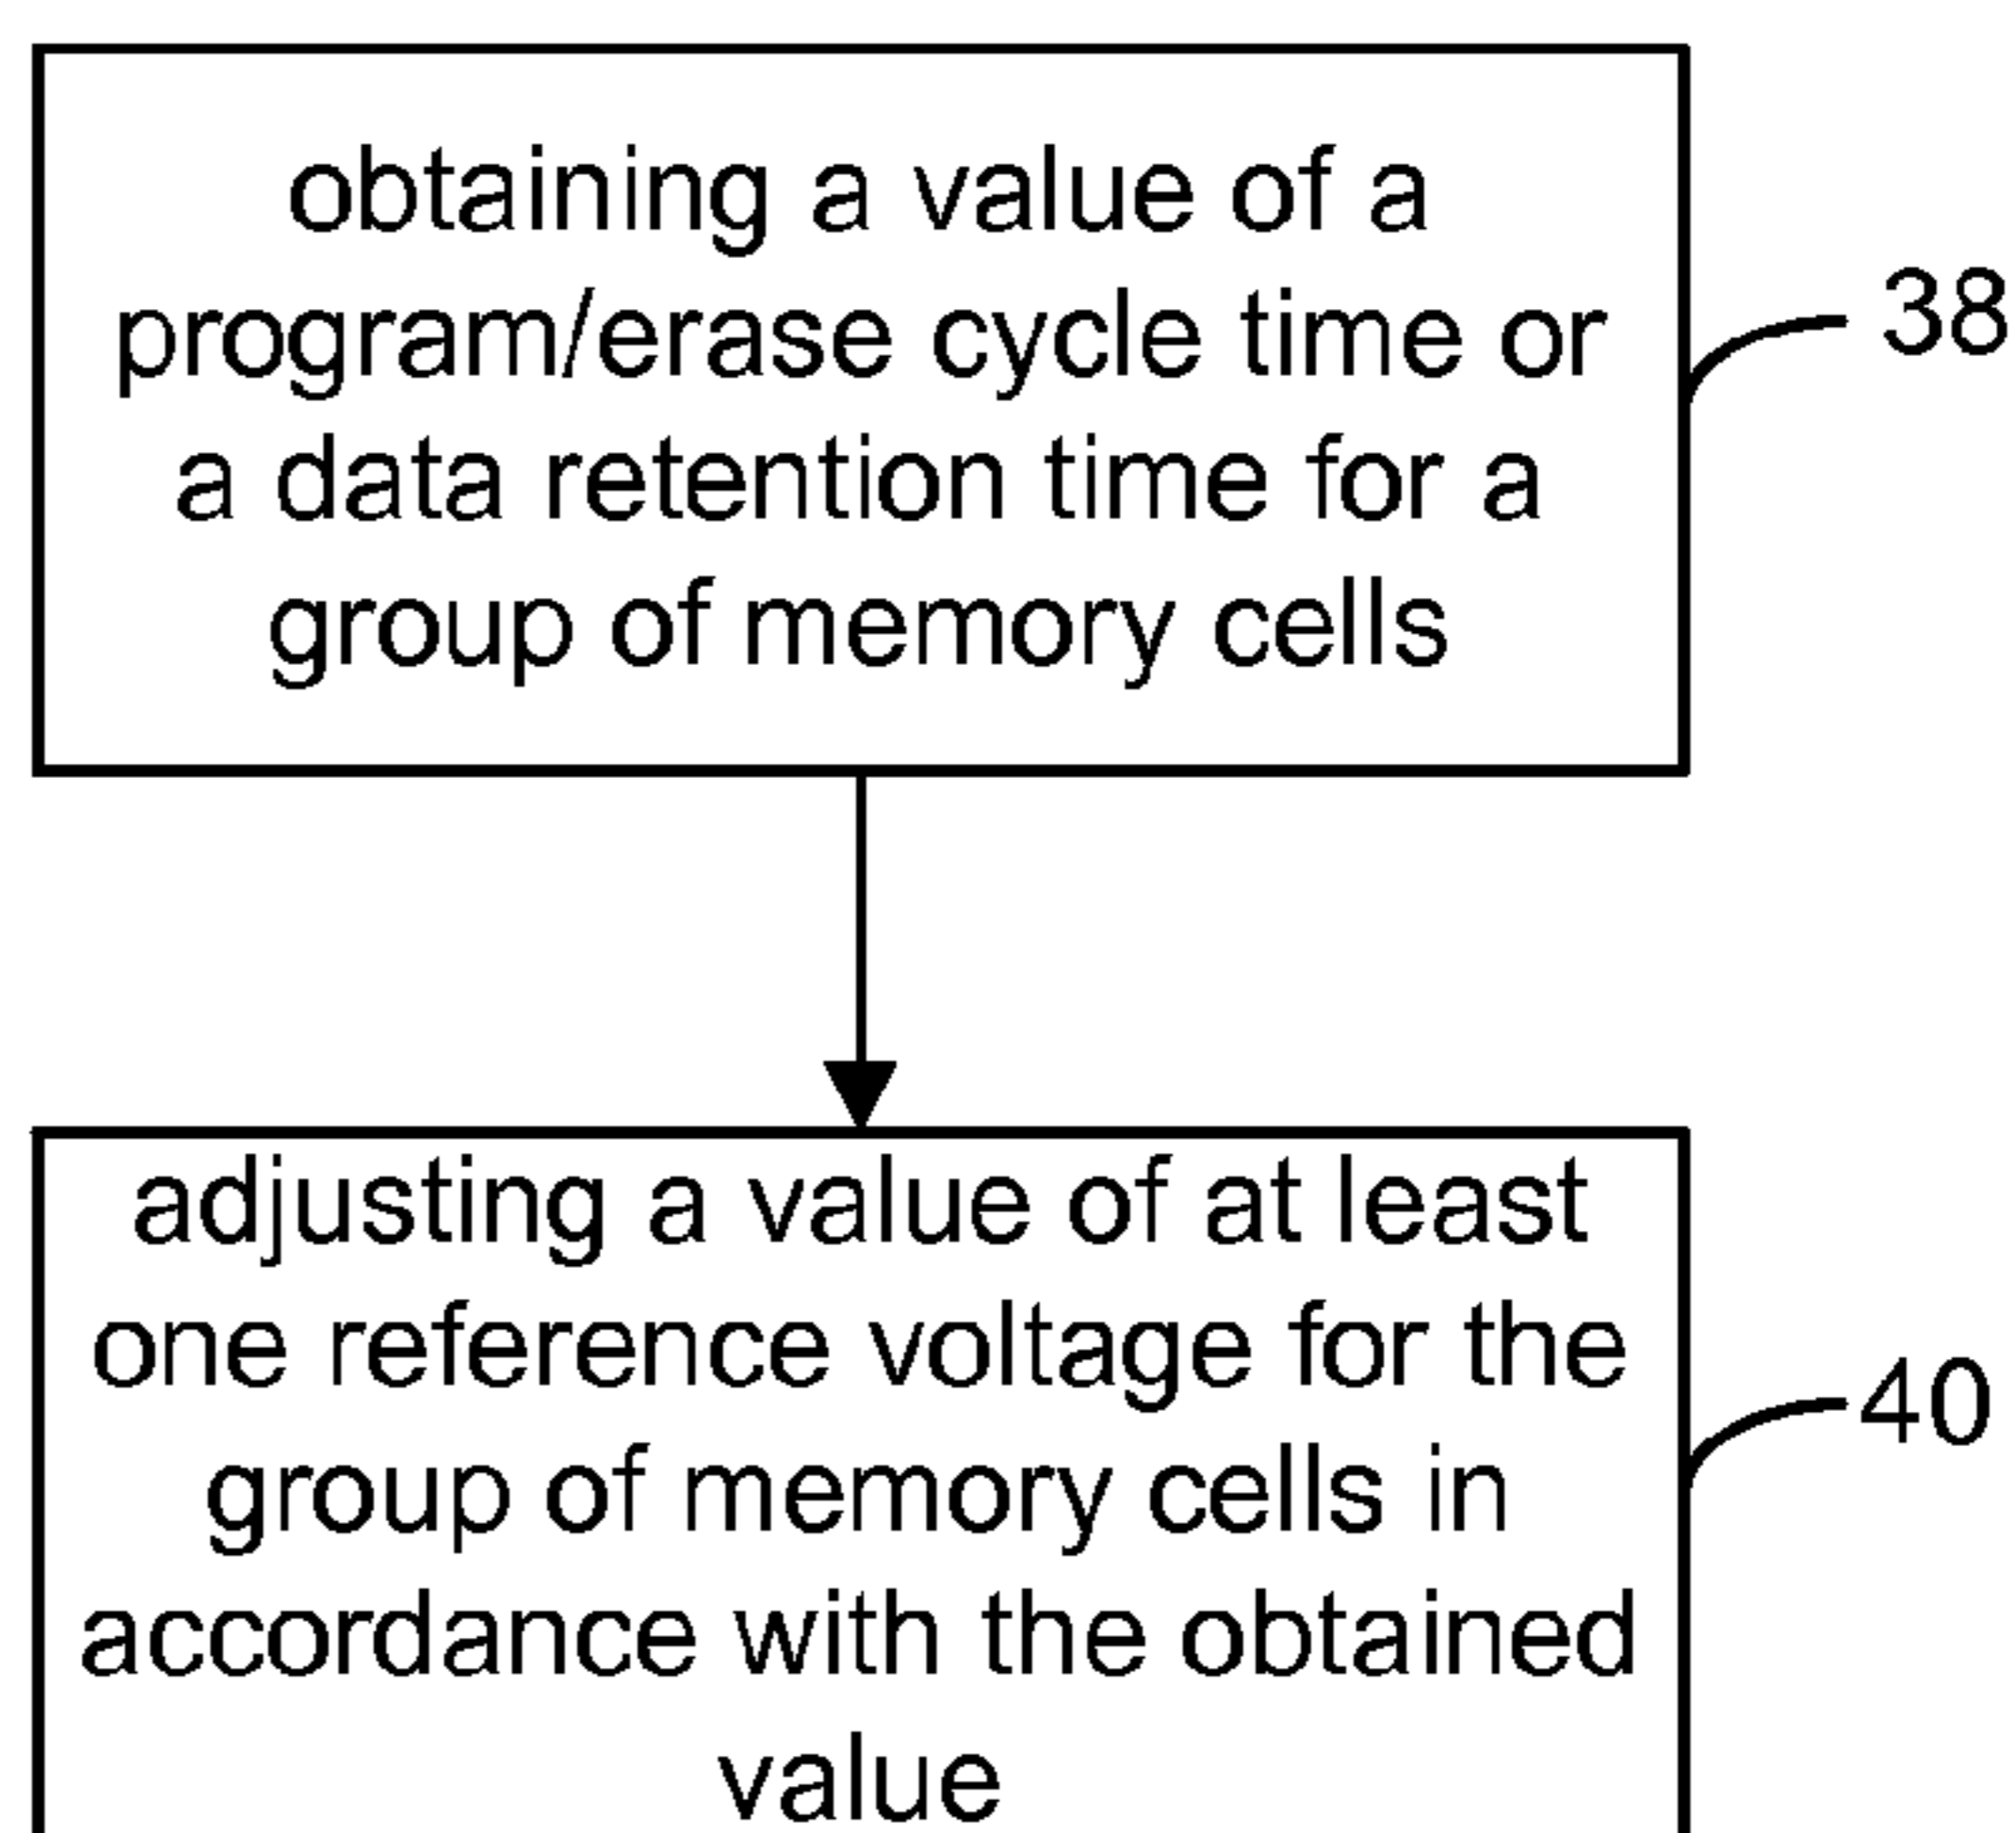 obtaining a value of a
program/erase cycle time or
a data retention time for a
group of memory cells
38
adjusting a value of at least
one reference voltage for the
group of memory cells in
accordance with the obtained
value
40